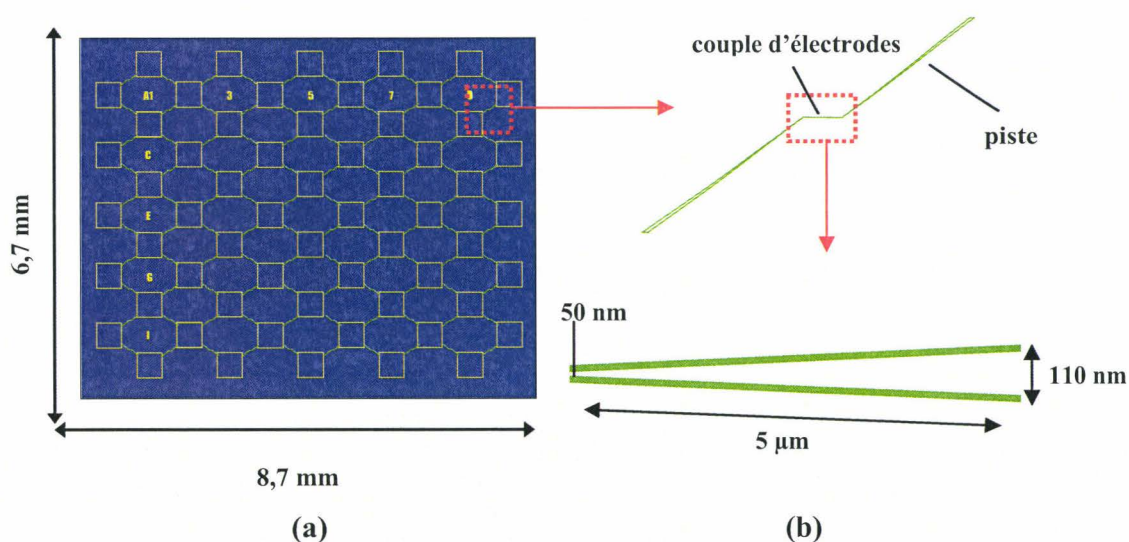 couple d'électrodes
piste
A1 3 5 7
C
E
G
I
6,7 mm
8,7 mm
50 nm
110 nm
5 µm
(a) (b)